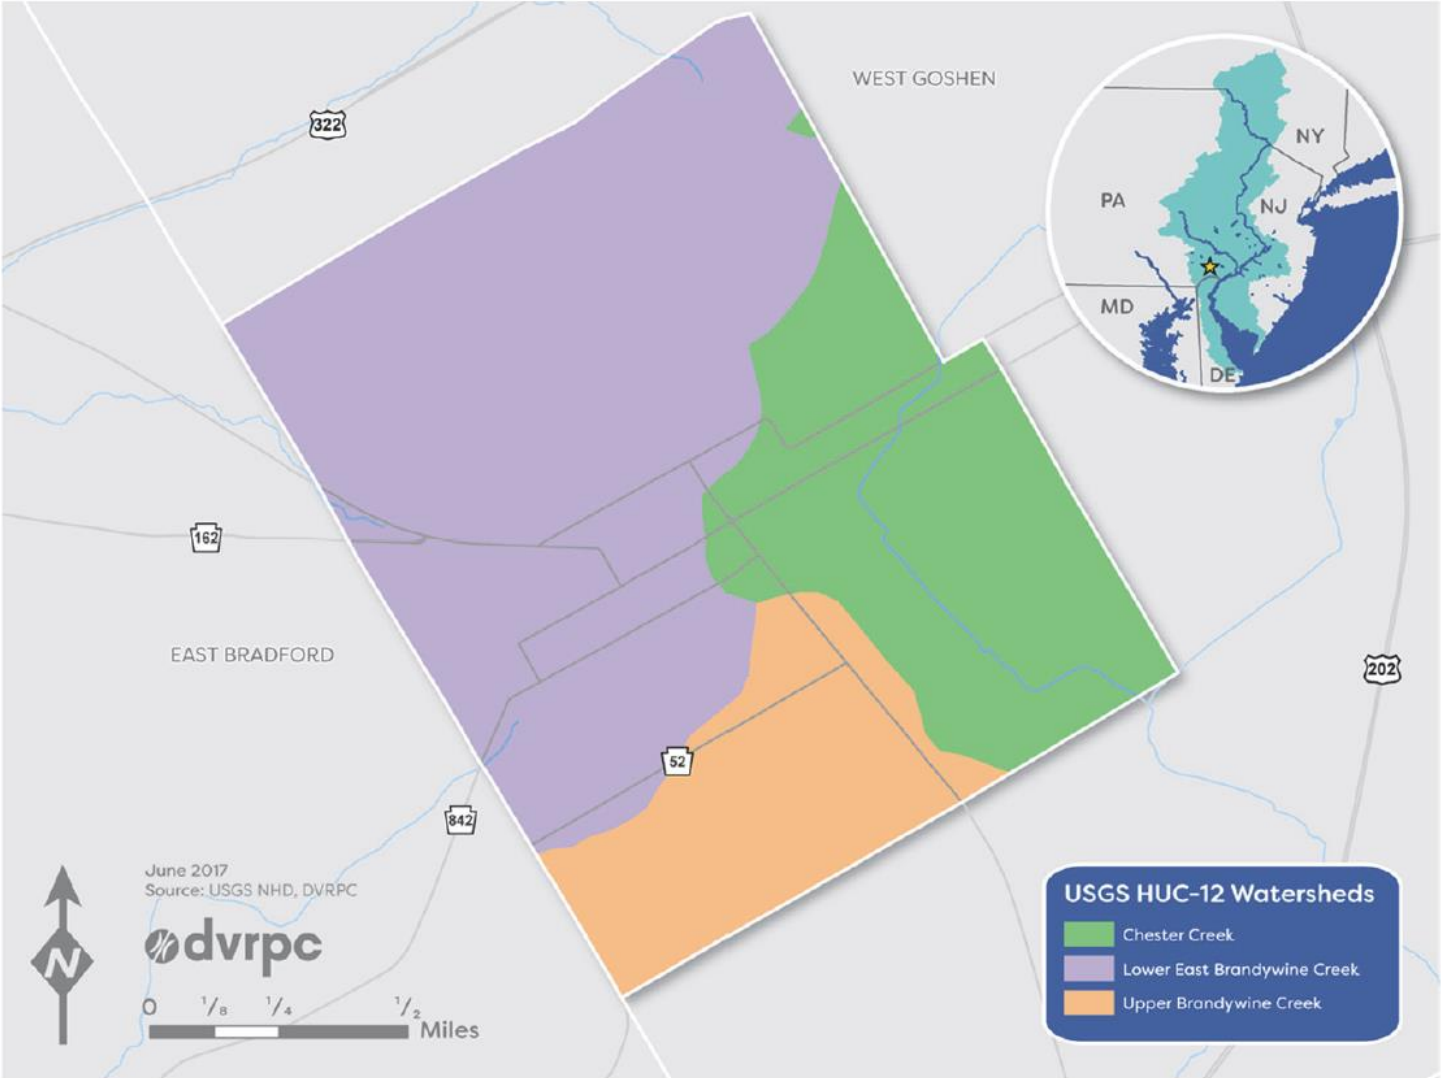 WEST GOSHEN
322
NY
PA
NJ
MD
DE
162
EAST BRADFORD
202
52
842
June 2017
Source: USGS NHD, DVRPC
dvrpc
N
0 1/8 1/4 1/2
Miles
USGS HUC-12 Watersheds
Chester Creek
Lower East Brandywine Creek
Upper Brandywine Creek